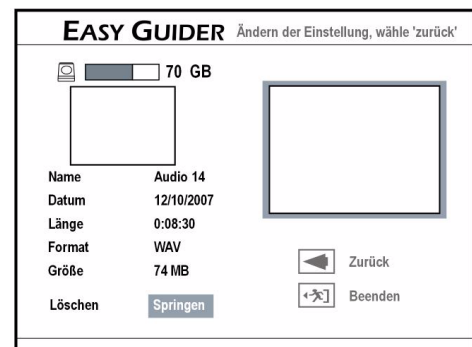 EASY GUIDER Ändern der Einstellung, wähle 'zurück'
70 GB
Name Audio 14
Datum 12/10/2007
Länge 0:08:30
Format WAV
Größe 74 MB
Löschen Springen
Zurück
Beenden